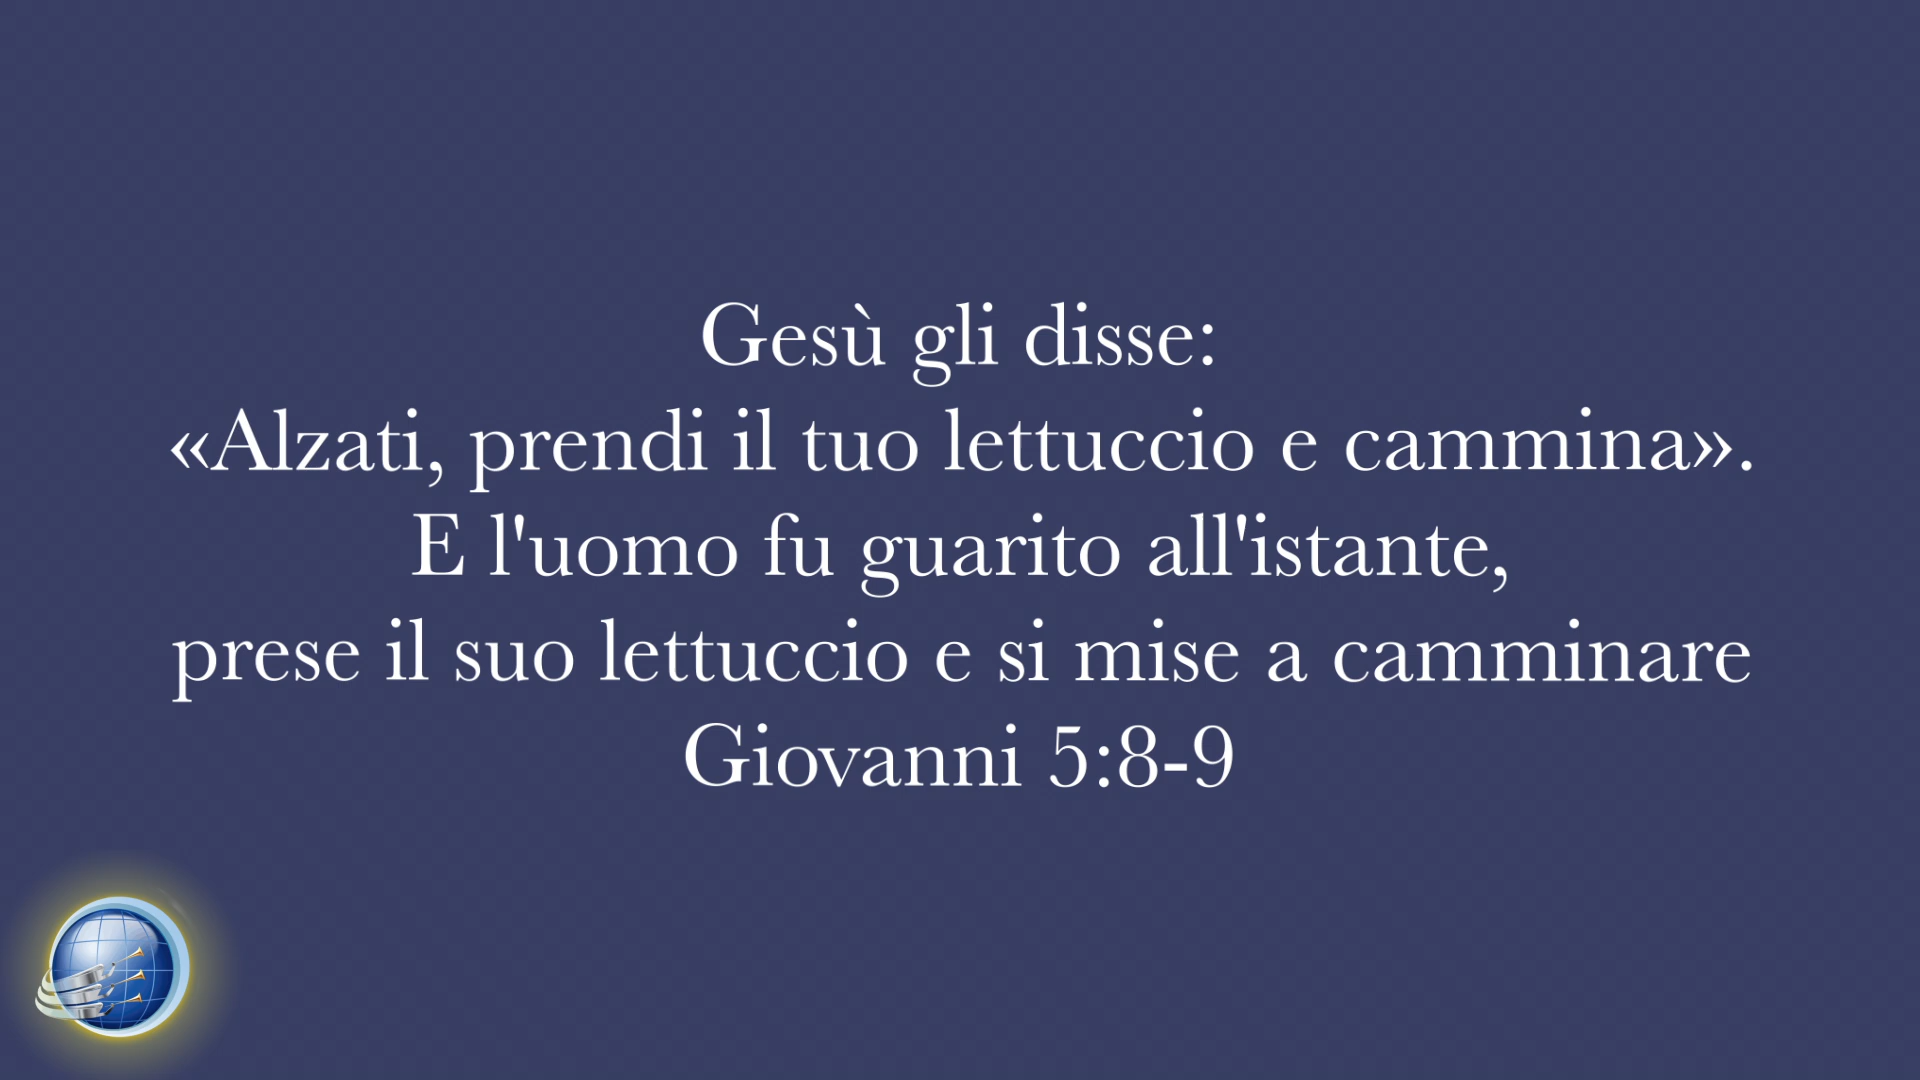 Gesù gli disse:
«Alzati, prendi il tuo lettuccio e cammina».
E l'uomo fu guarito all'istante,
prese il suo lettuccio e si mise a camminare
Giovanni 5:8-9